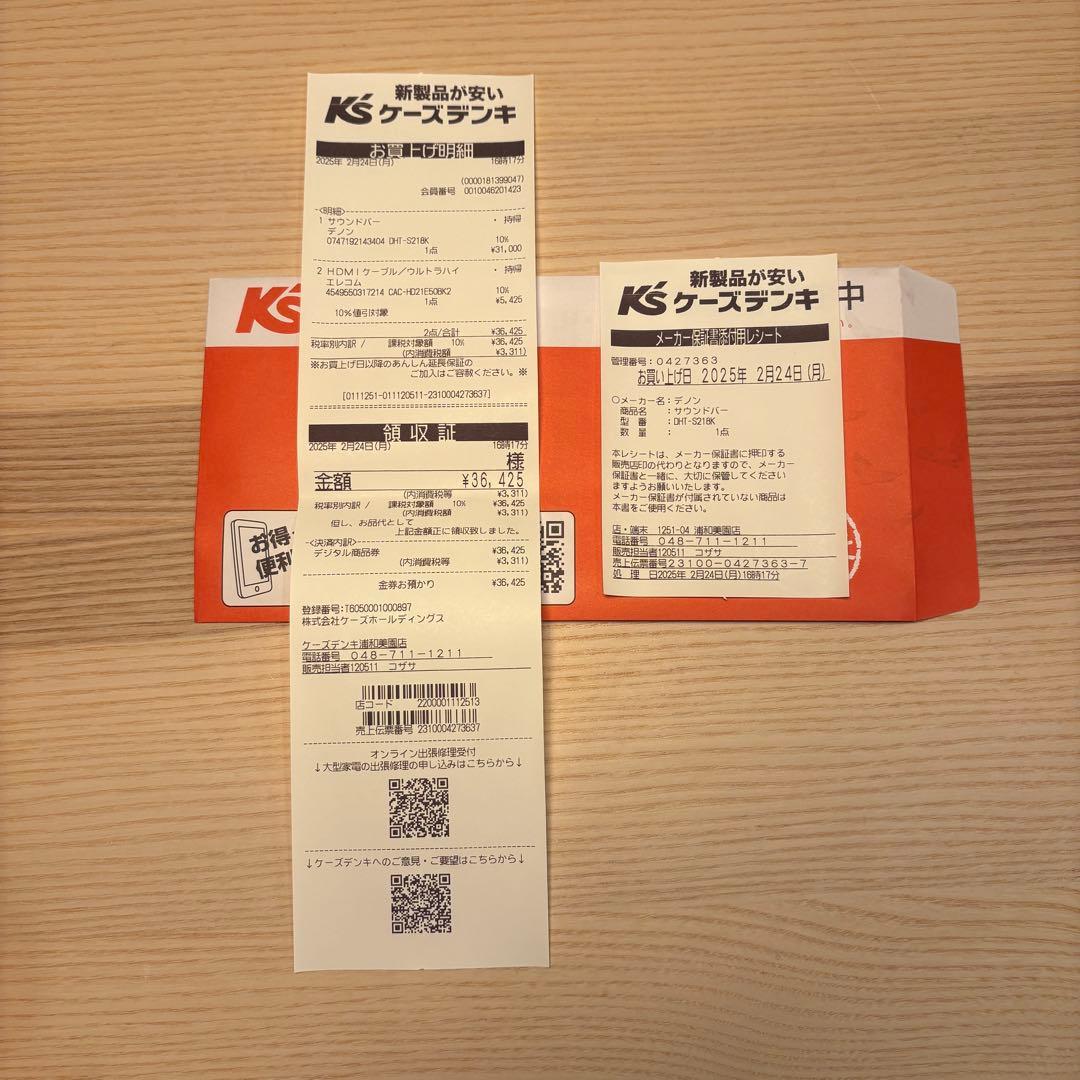 新製品が安い
K's ケーズデンキ
お買上げ明細
2025年 2月24日(月) 16時17分
(0000181399047)
会員番号 0010046201423
<明細>
1 サウンドバー ・ 持帰
デノン
0747192143404 DHT-S218K 10%
1点 ¥31,000
2 HDMIケーブル/ウルトラハイ ・ 持帰
エレコム
4549550317214 CAC-HD21E50BK2 10%
1点 ¥5,425
10%値引対象
2点/合計 ¥36,425
税率別内訳 / 課税対象額 10% ¥36,425
(内消費税額 ¥3,311)
※お買上げ日以降のあんしん延長保証の
ご加入はご容赦ください。※
[0111251-011120511-2310004273637]
領収証
2025年 2月24日(月) 16時17分
様
金額 ¥36,425
(内消費税等 ¥3,311)
税率別内訳 / 課税対象額 10% ¥36,425
(内消費税額 ¥3,311)
但し、お品代として
上記金額正に領収致しました。
<決済内訳>
デジタル商品券 ¥36,425
(内消費税等 ¥3,311)
金券お預かり ¥36,425
登録番号:T6050001000897
株式会社ケーズホールディングス
ケーズデンキ浦和美園店
電話番号 048-711-1211
販売担当者120511 コザサ
店コード 2200001112513
売上伝票番号 2310004273637
オンライン出張修理受付
↓大型家電の出張修理の申し込みはこちらから↓
↓ケーズデンキへのご意見・ご要望はこちらから↓
K's
お得
便利
中
い。
新製品が安い
K's ケーズデンキ
メーカー保証書添付用レシート
管理番号:0427363
お買い上げ日 2025年 2月24日(月)
○メーカー名:デノン
商品名 :サウンドバー
型 番 :DHT-S218K
数 量 : 1点
本レシートは、メーカー保証書に押印する
販売店印の代わりとなりますので、メーカー
保証書と一緒に、大切に保管してください
ますようお願いいたします。
メーカー保証書が付属されていない商品は
本書をご使用ください。
店・端末 1251-04 浦和美園店
電話番号 048-711-1211
販売担当者120511 コザサ
売上伝票番号23100-0427363-7
処 理 日2025年 2月24日(月)16時17分